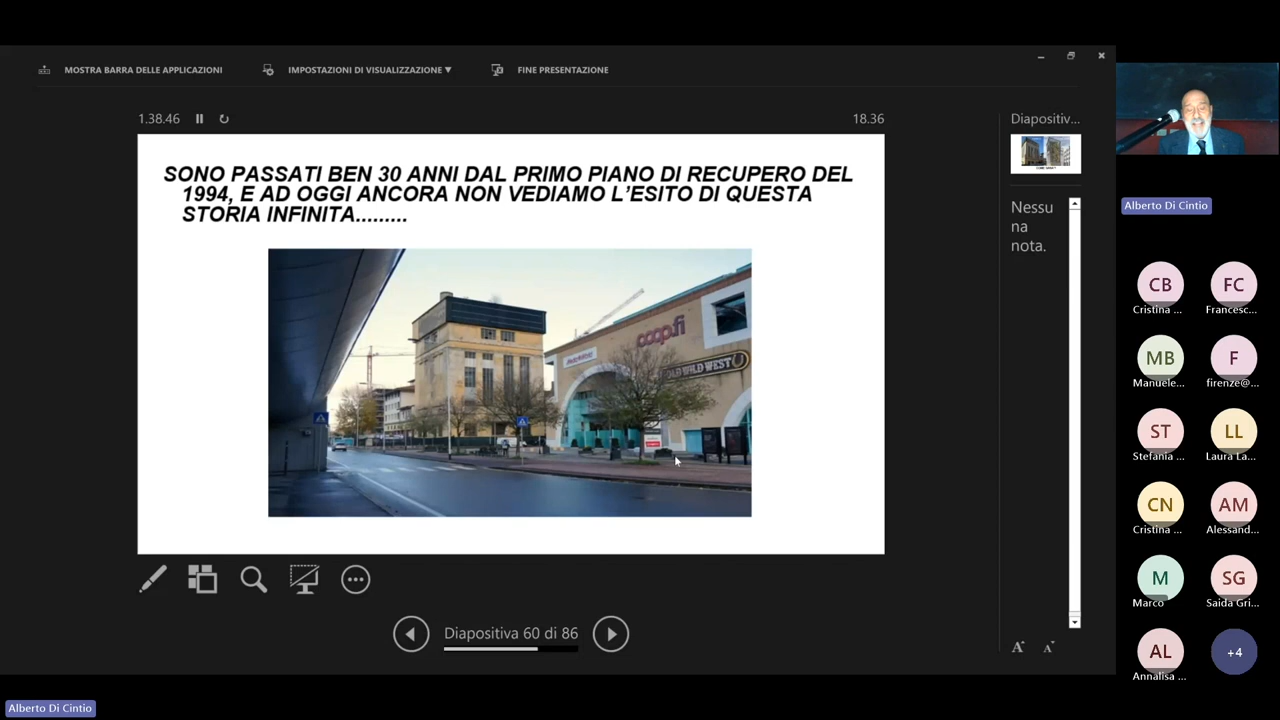 MOSTRA BARRA DELLE APPLICAZIONI
IMPOSTAZIONI DI VISUALIZZAZIONE ▼
FINE PRESENTAZIONE
1.38.46
18.36
SONO PASSATI BEN 30 ANNI DAL PRIMO PIANO DI RECUPERO DEL
1994, E AD OGGI ANCORA NON VEDIAMO L'ESITO DI QUESTA
STORIA INFINITA.........
coop.fi
OLD WILD WEST
Diapositiv...
Nessu
na
nota.
Diapositiva 60 di 86
A A
Alberto Di Cintio
CB FC
Cristina ... Francesc...
MB F
Manuele... firenze@...
ST LL
Stefania ... Laura La...
CN AM
Cristina ... Alessand...
M SG
Marco Saida Gri...
AL +4
Annalisa ...
Alberto Di Cintio